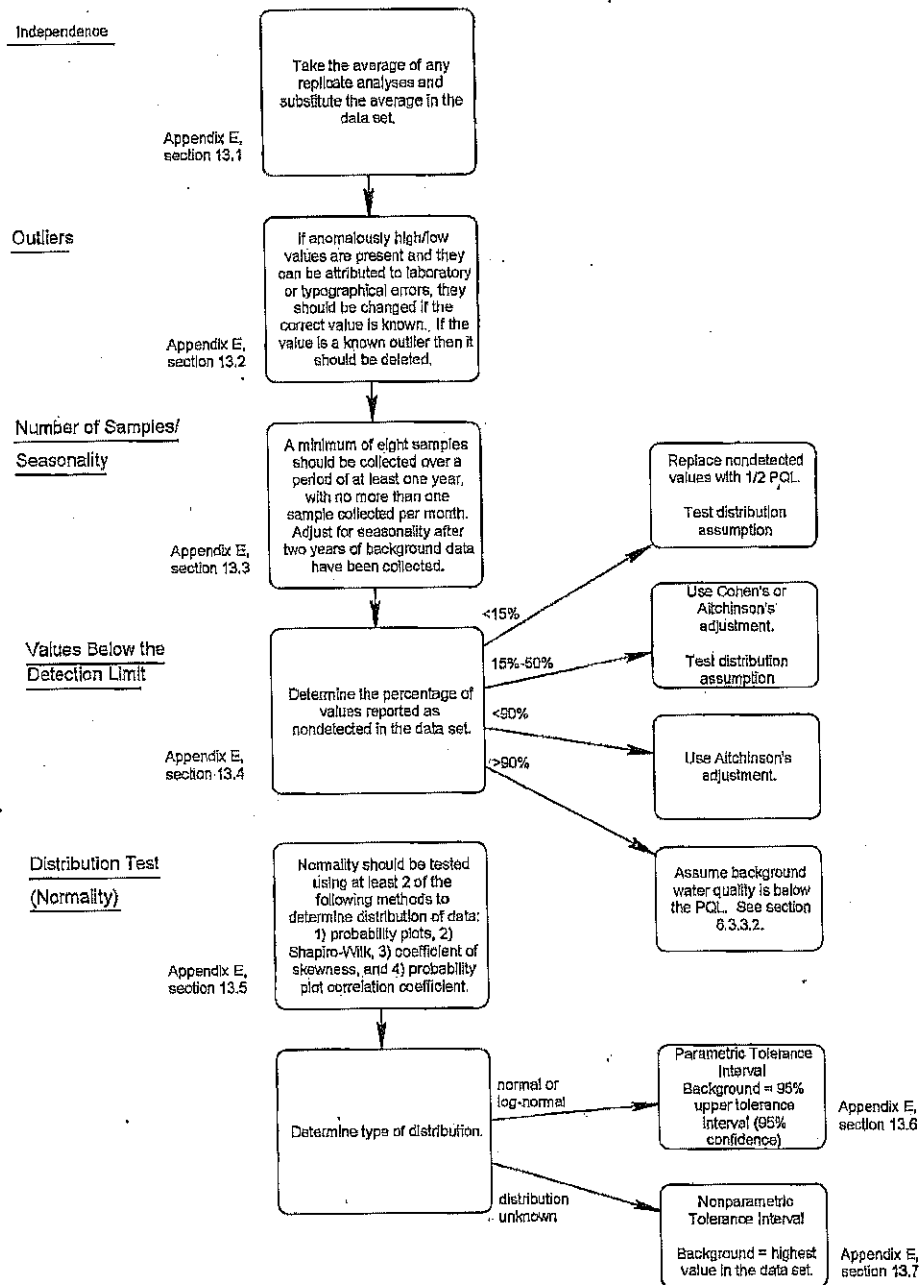 Independence
Take the average of any
replicate analyses and
substitute the average in the
data set.
Appendix E,
section 13.1
Outliers
If anomalously high/low
values are present and they
can be attributed to laboratory
or typographical errors, they
should be changed if the
correct value is known. If the
value is a known outlier then it
should be deleted.
Appendix E,
section 13.2
Number of Samples/
Seasonality
A minimum of eight samples
should be collected over a
period of at least one year,
with no more than one
sample collected per month.
Adjust for seasonality after
two years of background data
have been collected.
Appendix E,
section 13.3
Values Below the
Detection Limit
Determine the percentage of
values reported as
nondetected in the data set.
Appendix E,
section 13.4
<15%
Replace nondetected
values with 1/2 PQL.
Test distribution
assumption
15%-50%
Use Cohen's or
Aitchinson's
adjustment.
Test distribution
assumption
<90%
Use Aitchinson's
adjustment.
>90%
Assume background
water quality is below
the PQL. See section
6.3.3.2.
Distribution Test
(Normality)
Normality should be tested
using at least 2 of the
following methods to
determine distribution of data:
1) probability plots, 2)
Shapiro-Wilk, 3) coefficient of
skewness, and 4) probability
plot correlation coefficient.
Appendix E,
section 13.5
Determine type of distribution.
normal or
log-normal
Parametric Tolerance
Interval
Background = 95%
upper tolerance
interval (95%
confidence)
Appendix E,
section 13.6
distribution
unknown
Nonparametric
Tolerance Interval
Background = highest
value in the data set.
Appendix E,
section 13.7